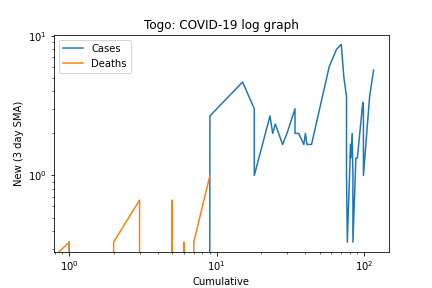 Togo: COVID-19 log graph
10¹
Cases
Deaths
New (3 day SMA)
10⁰
10⁰ 10¹ 10²
Cumulative